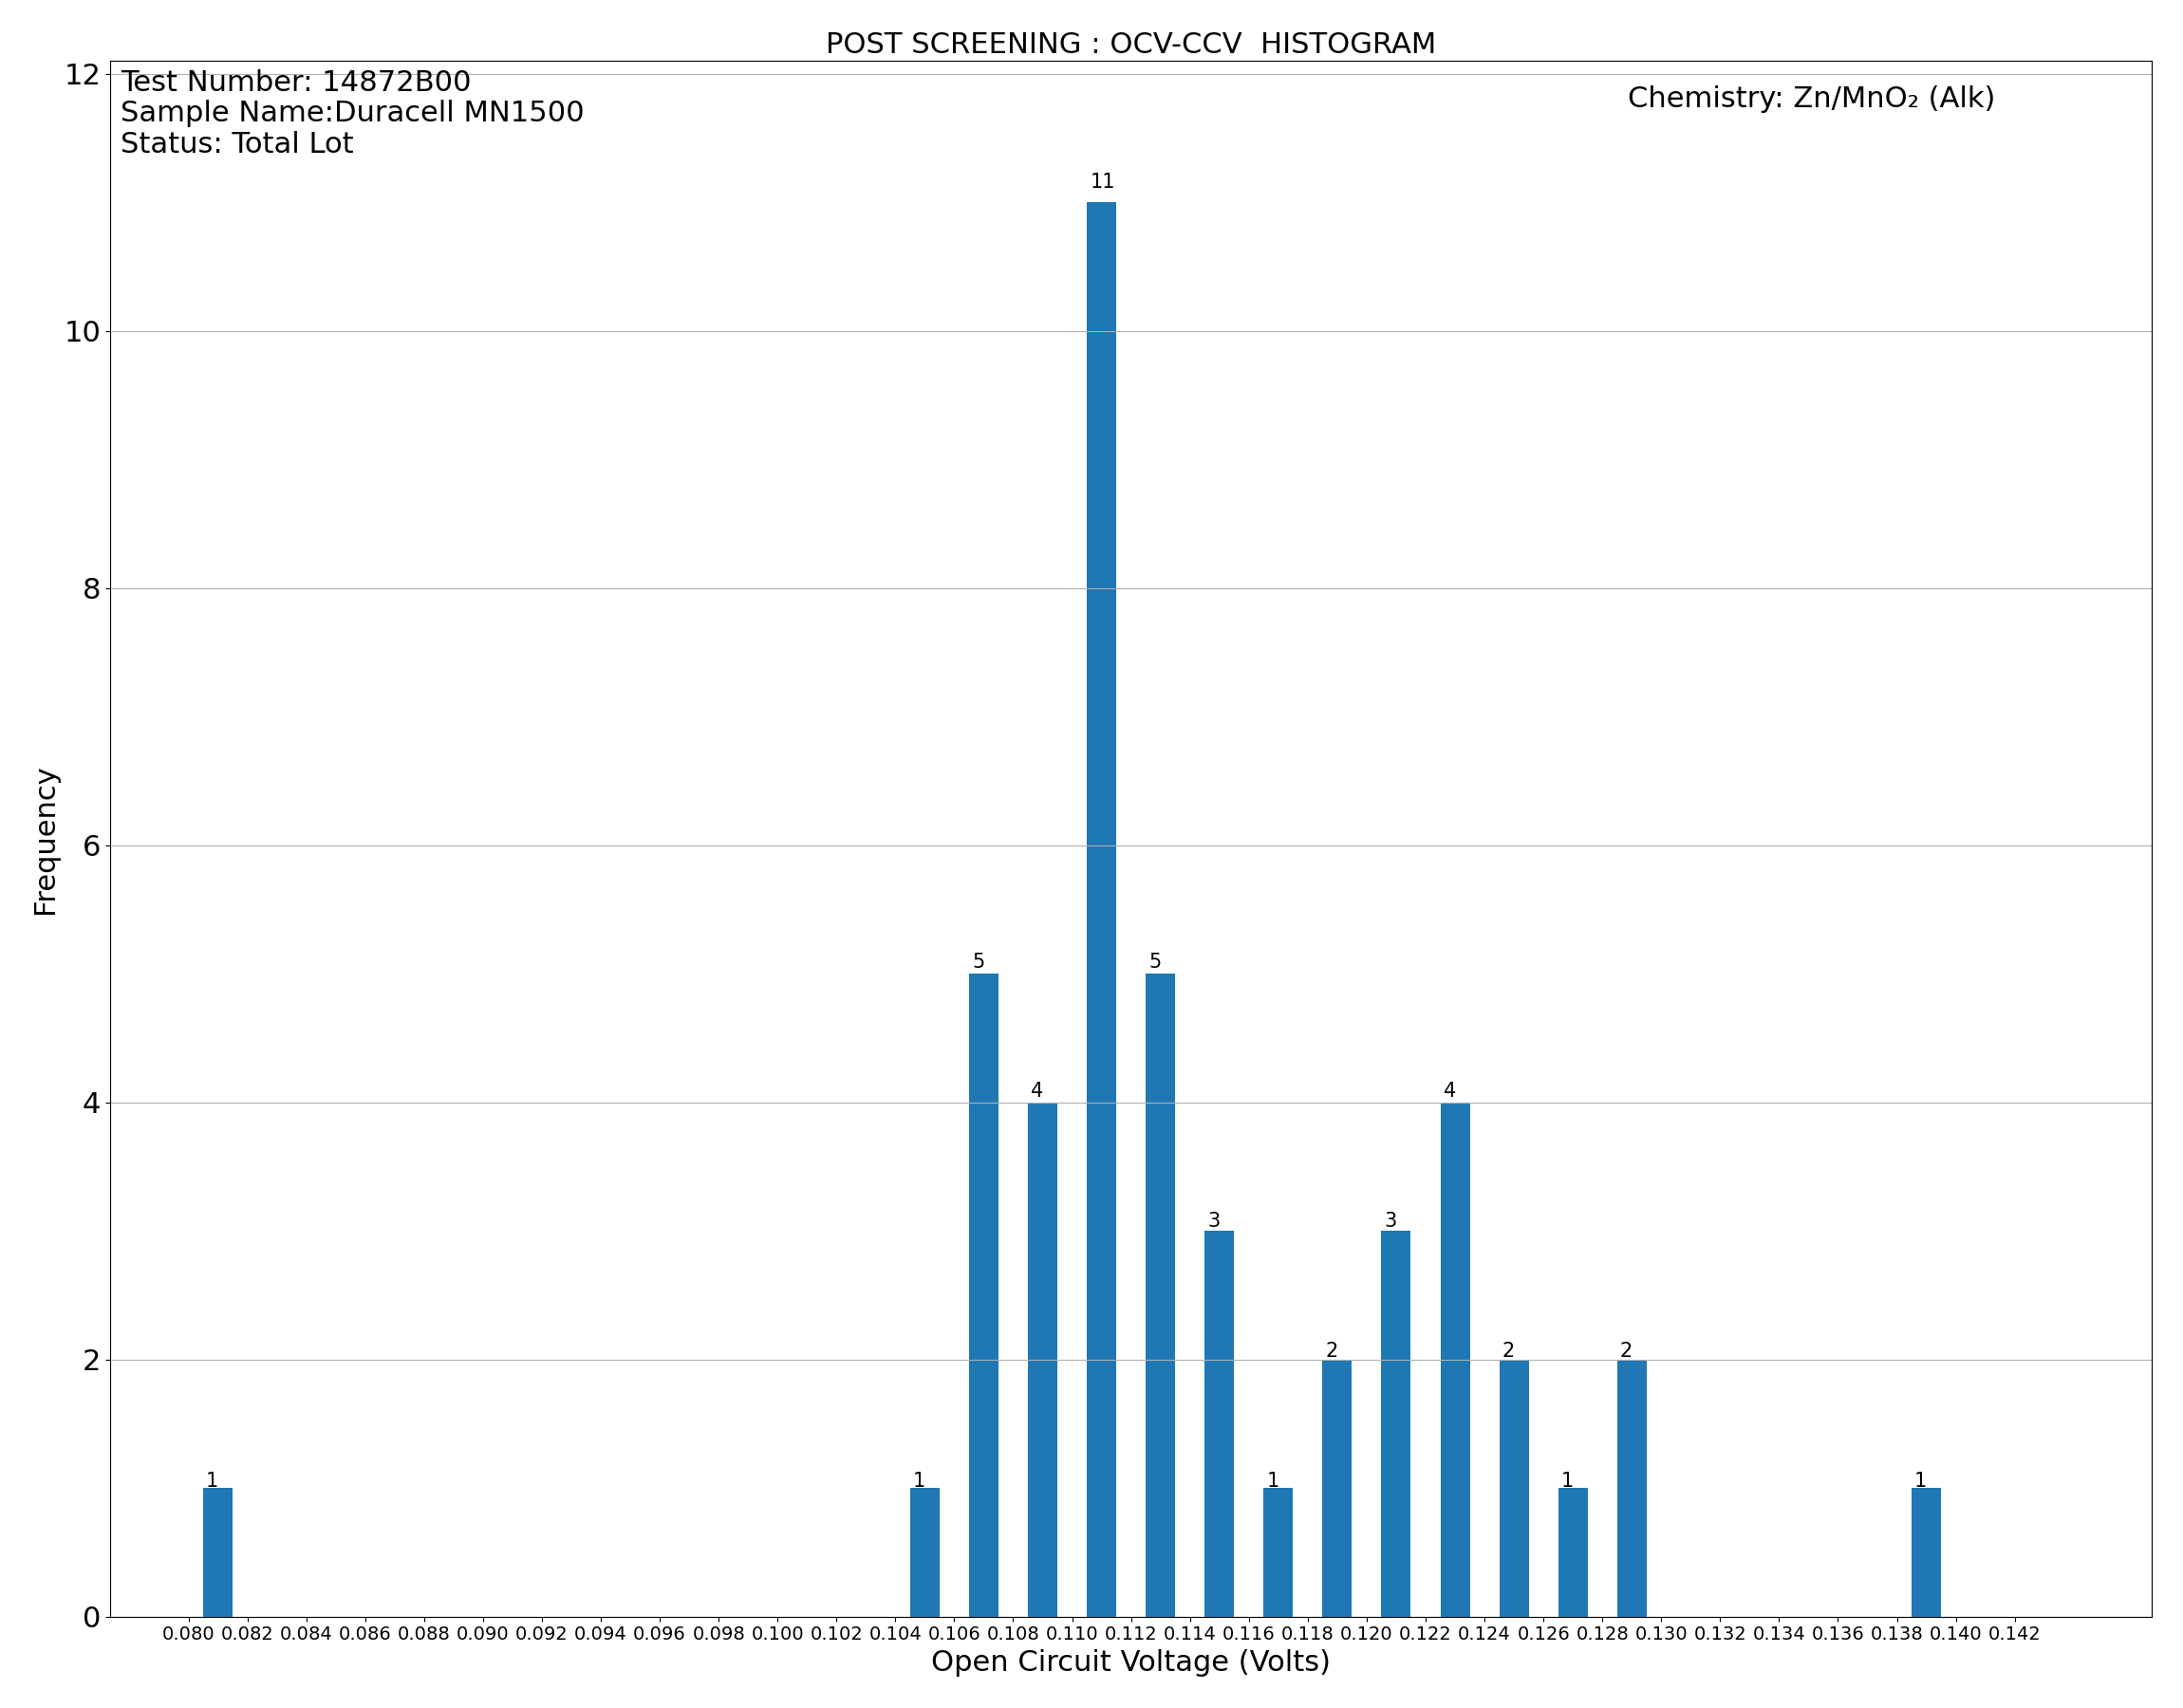 POST SCREENING : OCV-CCV  HISTOGRAM
Test Number: 14872B00
Sample Name:Duracell MN1500
Status: Total Lot
Chemistry: Zn/MnO₂ (Alk)
12
10
8
6
4
2
0
Frequency
1
1
5
4
11
5
3
1
2
3
4
2
1
2
1
0.080 0.082 0.084 0.086 0.088 0.090 0.092 0.094 0.096 0.098 0.100 0.102 0.104 0.106 0.108 0.110 0.112 0.114 0.116 0.118 0.120 0.122 0.124 0.126 0.128 0.130 0.132 0.134 0.136 0.138 0.140 0.142
Open Circuit Voltage (Volts)